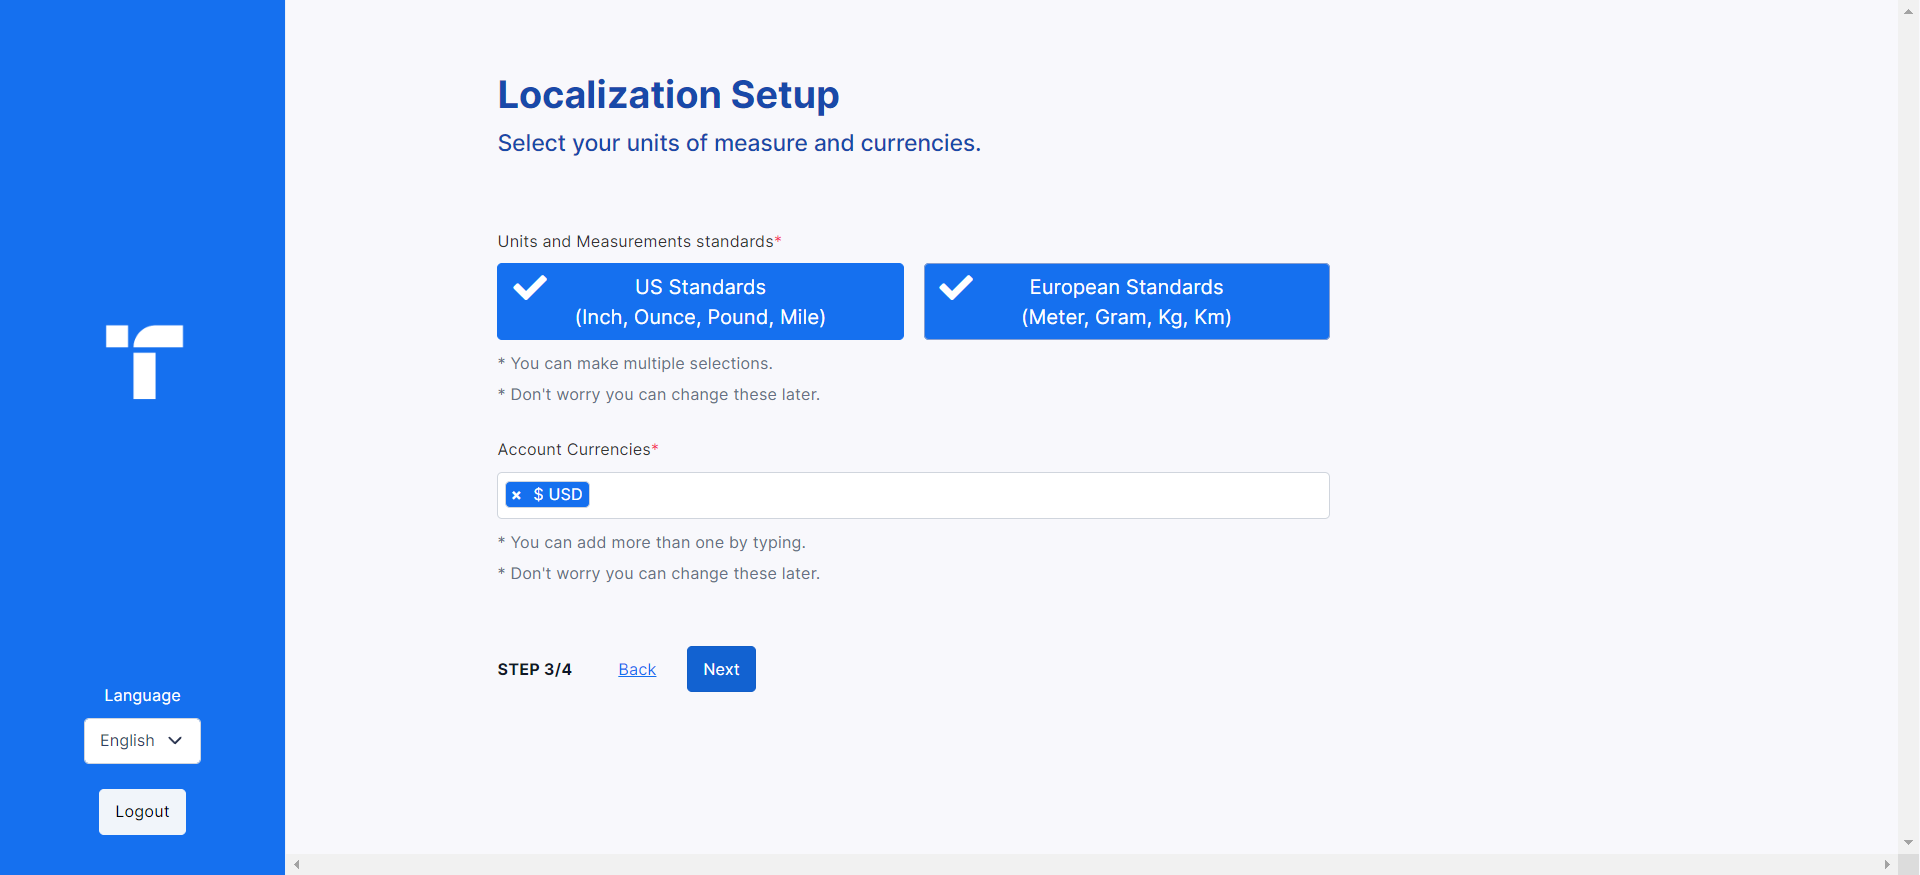 Localization Setup
Select your units of measure and currencies.
Units and Measurements standards*
US Standards
(Inch, Ounce, Pound, Mile)
European Standards
(Meter, Gram, Kg, Km)
* You can make multiple selections.
* Don't worry you can change these later.
Account Currencies*
× $ USD
* You can add more than one by typing.
* Don't worry you can change these later.
STEP 3/4
Back
Next
Language
English
Logout